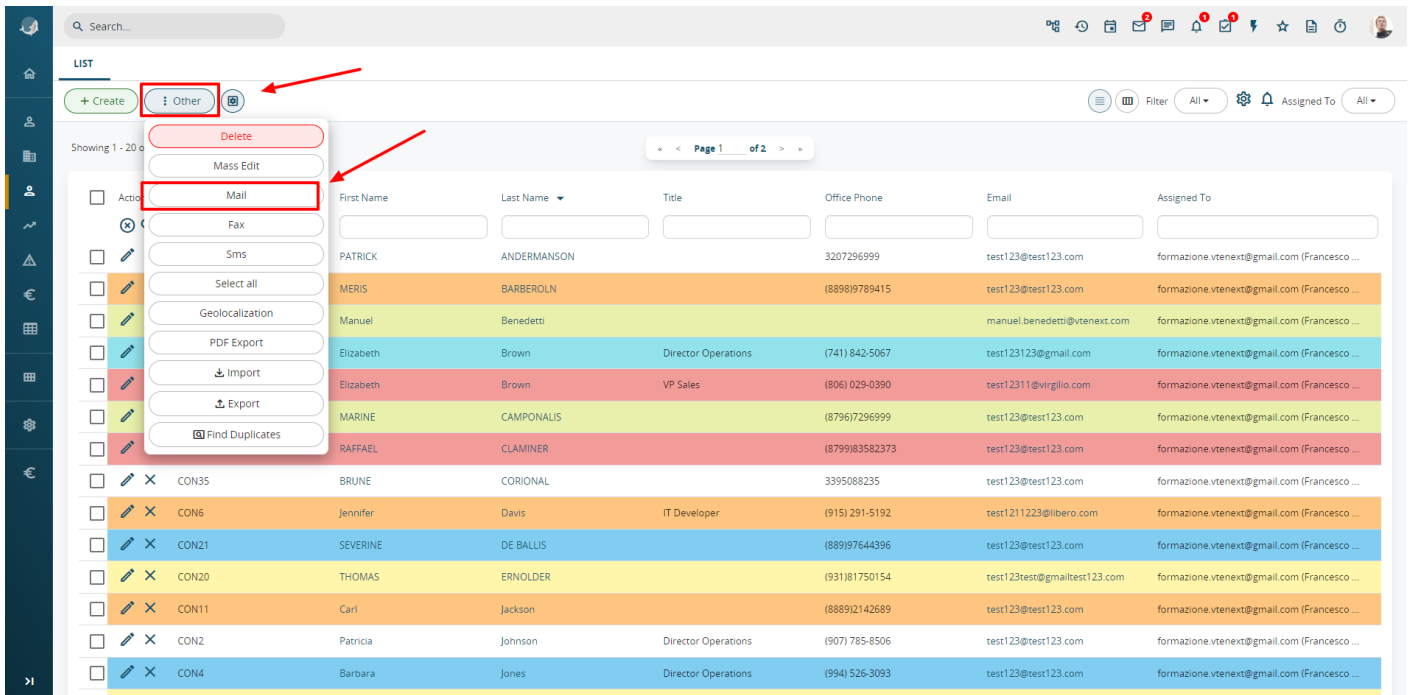 Search...
2
1
1
LIST
+ Create
Other
Filter
All
Assigned To
All
Delete
Showing 1 - 20 o
« < Page 1 of 2 > »
Mass Edit
Mail
Actio
First Name
Last Name
Title
Office Phone
Email
Assigned To
Fax
Sms
PATRICK ANDERMANSON 3207296999 test123@test123.com formazione.vtenext@gmail.com (Francesco ...
Select all
MERIS BARBEROLN (8898)9789415 test123@test123.com formazione.vtenext@gmail.com (Francesco ...
Geolocalization
Manuel Benedetti manuel.benedetti@vtenext.com formazione.vtenext@gmail.com (Francesco ...
PDF Export
Elizabeth Brown Director Operations (741) 842-5067 test123123@gmail.com formazione.vtenext@gmail.com (Francesco ...
Import
Elizabeth Brown VP Sales (806) 029-0390 test12311@virgilio.com formazione.vtenext@gmail.com (Francesco ...
Export
MARINE CAMPONALIS (8796)7296999 test123@test123.com formazione.vtenext@gmail.com (Francesco ...
Find Duplicates
RAFFAEL CLAMINER (8799)83582373 test123@test123.com formazione.vtenext@gmail.com (Francesco ...
CON35 BRUNE CORIONAL 3395088235 test123@test123.com formazione.vtenext@gmail.com (Francesco ...
CON6 Jennifer Davis IT Developer (915) 291-5192 test1211223@libero.com formazione.vtenext@gmail.com (Francesco ...
CON21 SEVERINE DE BALLIS (889)97644396 test123@test123.com formazione.vtenext@gmail.com (Francesco ...
CON20 THOMAS ERNOLDER (931)81750154 test123test@gmailtest123.com formazione.vtenext@gmail.com (Francesco ...
CON11 Carl Jackson (8889)2142689 test123@test123.com formazione.vtenext@gmail.com (Francesco ...
CON2 Patricia Johnson Director Operations (907) 785-8506 test123@test123.com formazione.vtenext@gmail.com (Francesco ...
CON4 Barbara Jones Director Operations (994) 526-3093 test123@test123.com formazione.vtenext@gmail.com (Francesco ...